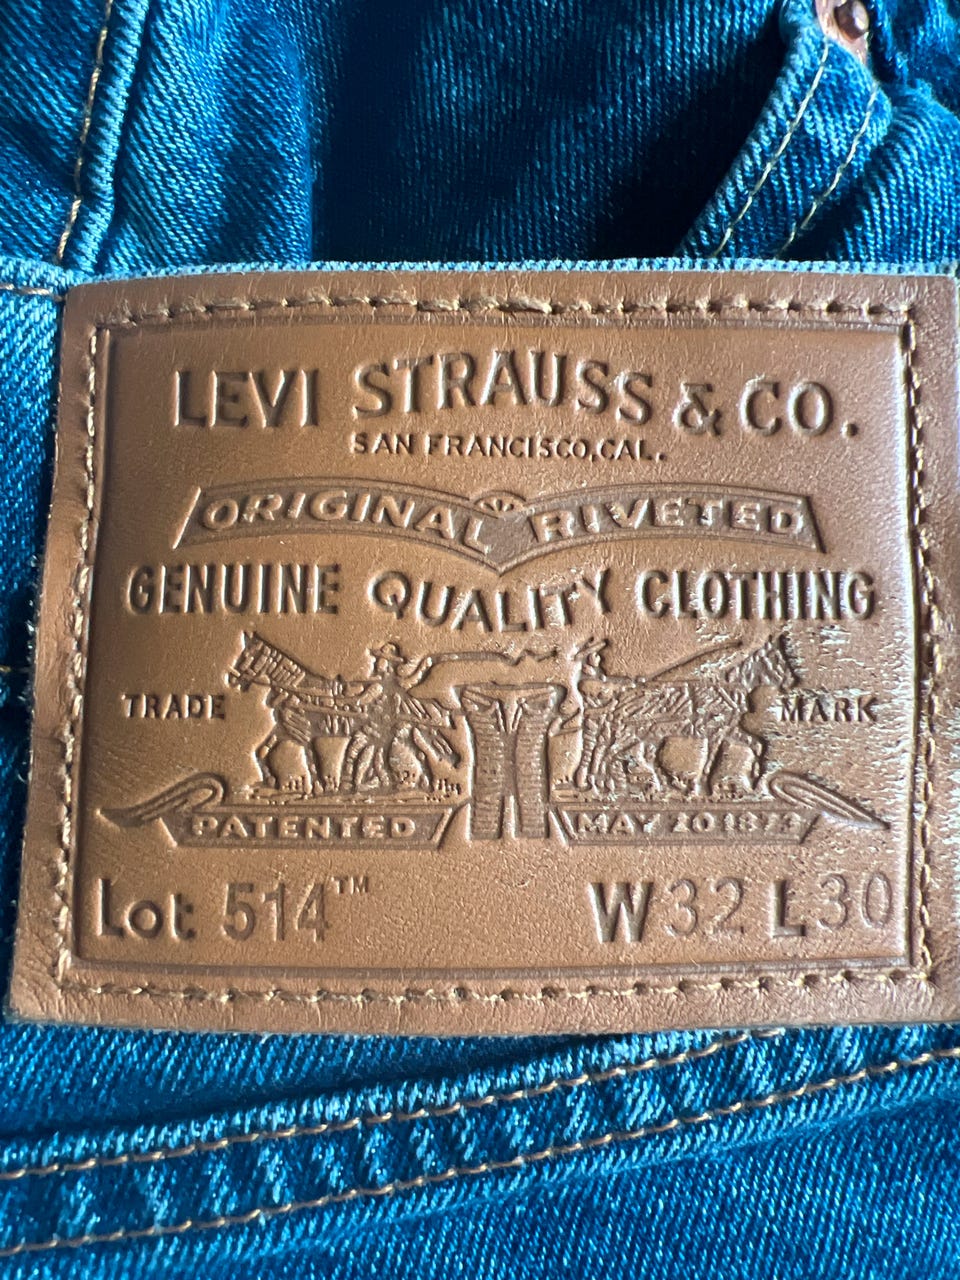 LEVI STRAUSS & CO.
SAN FRANCISCO, CAL.
ORIGINAL RIVETED
GENUINE QUALITY CLOTHING
TRADE MARK
PATENTED MAY 20 1873
Lot 514™ W32 L30